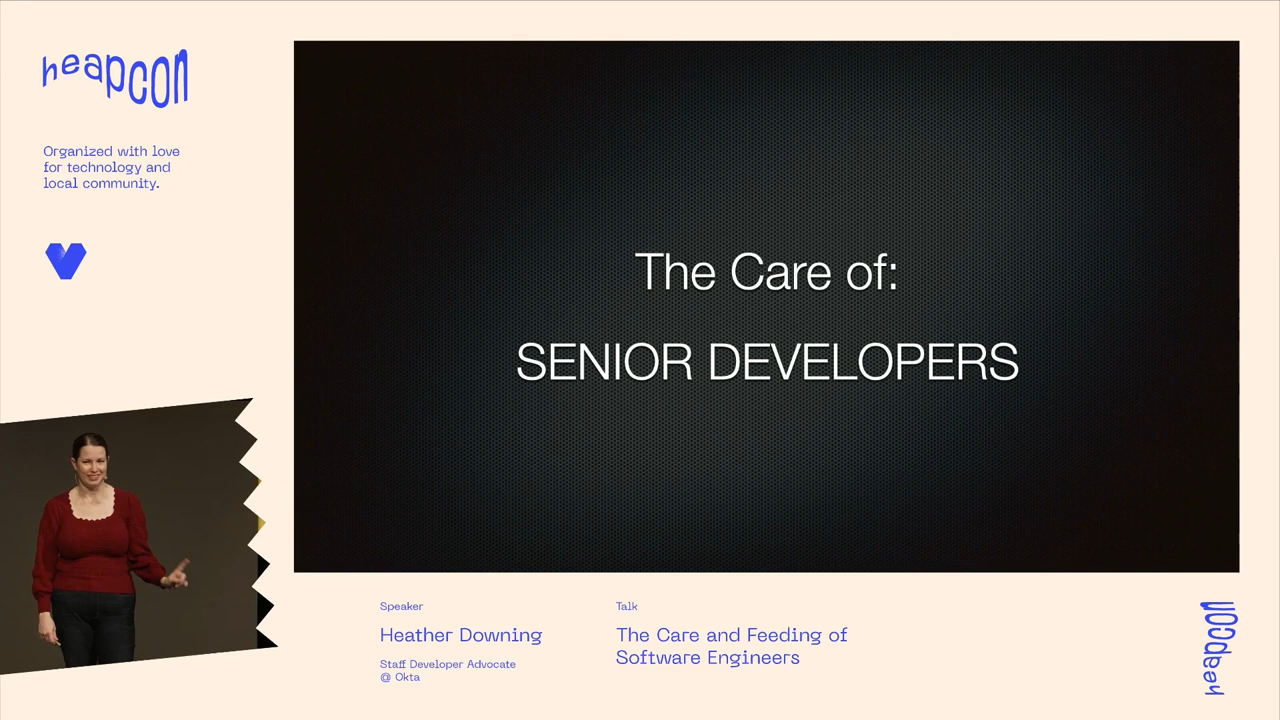 heapcon
Organized with love
for technology and
local community.
The Care of:
SENIOR DEVELOPERS
Speaker
Heather Downing
Staff Developer Advocate
@ Okta
Talk
The Care and Feeding of
Software Engineers
heapcon